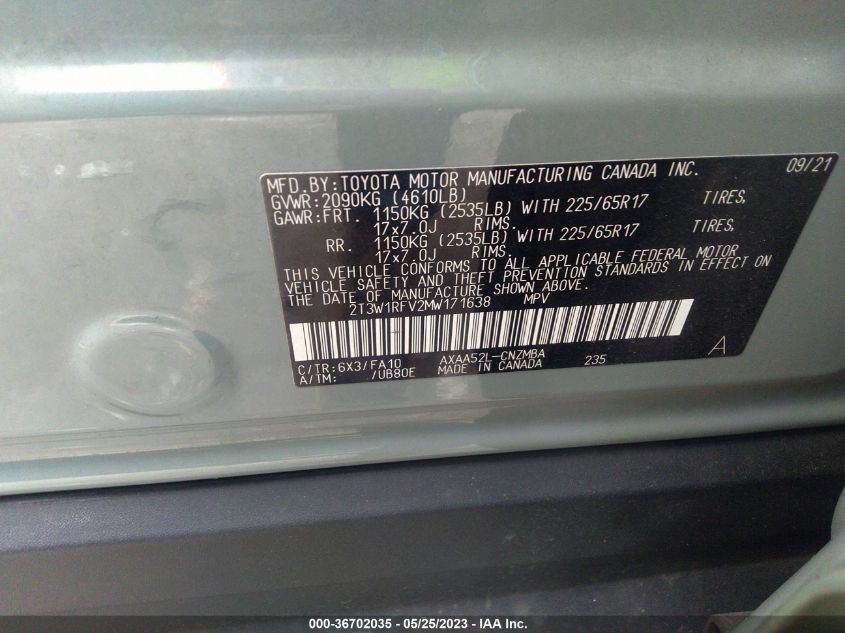 09/21
MFD. BY: TOYOTA MOTOR MANUFACTURING CANADA INC.
GVWR: 2090KG (4610LB)
GAWR: FRT. 1150KG (2535LB) WITH 225/65R17 TIRES,
17x7.0J RIMS.
RR. 1150KG (2535LB) WITH 225/65R17 TIRES,
17x7.0J RIMS.
THIS VEHICLE CONFORMS TO ALL APPLICABLE FEDERAL MOTOR
VEHICLE SAFETY AND THEFT PREVENTION STANDARDS IN EFFECT ON
THE DATE OF MANUFACTURE SHOWN ABOVE.
2T3W1RFV2MW171638 MPV
C/TR: 6X3/FA10 AXAA52L-CNZMBA A
A/TM: /UB80E MADE IN CANADA 235
000-36702035 - 05/25/2023 - IAA Inc.